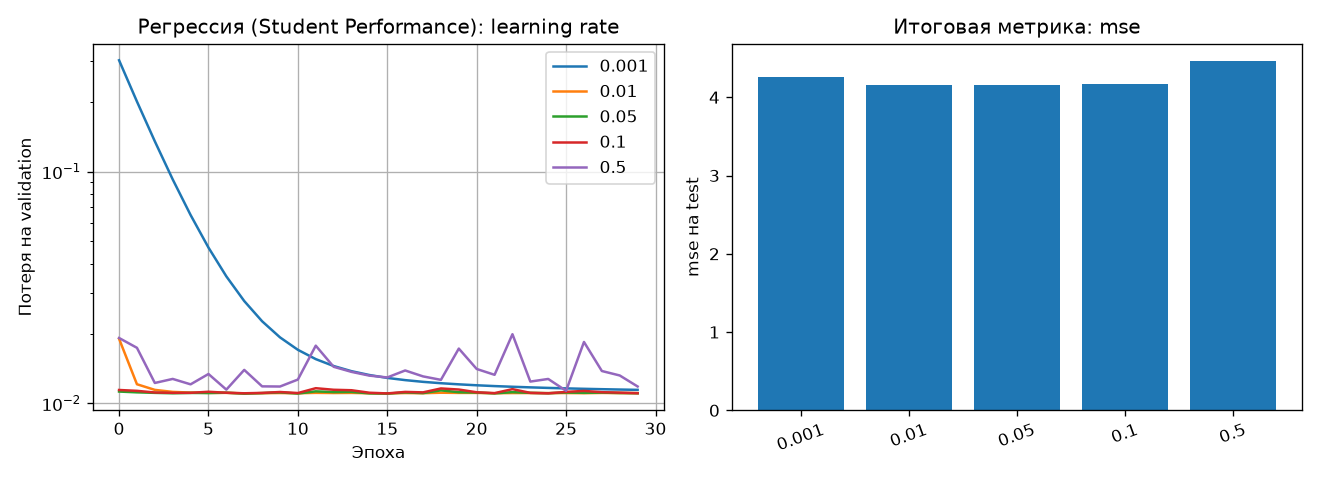 Регрессия (Student Performance): learning rate
Потеря на validation
10⁻¹
10⁻²
0.001
0.01
0.05
0.1
0.5
0 5 10 15 20 25 30
Эпоха
Итоговая метрика: mse
mse на test
4
3
2
1
0
0.001 0.01 0.05 0.1 0.5